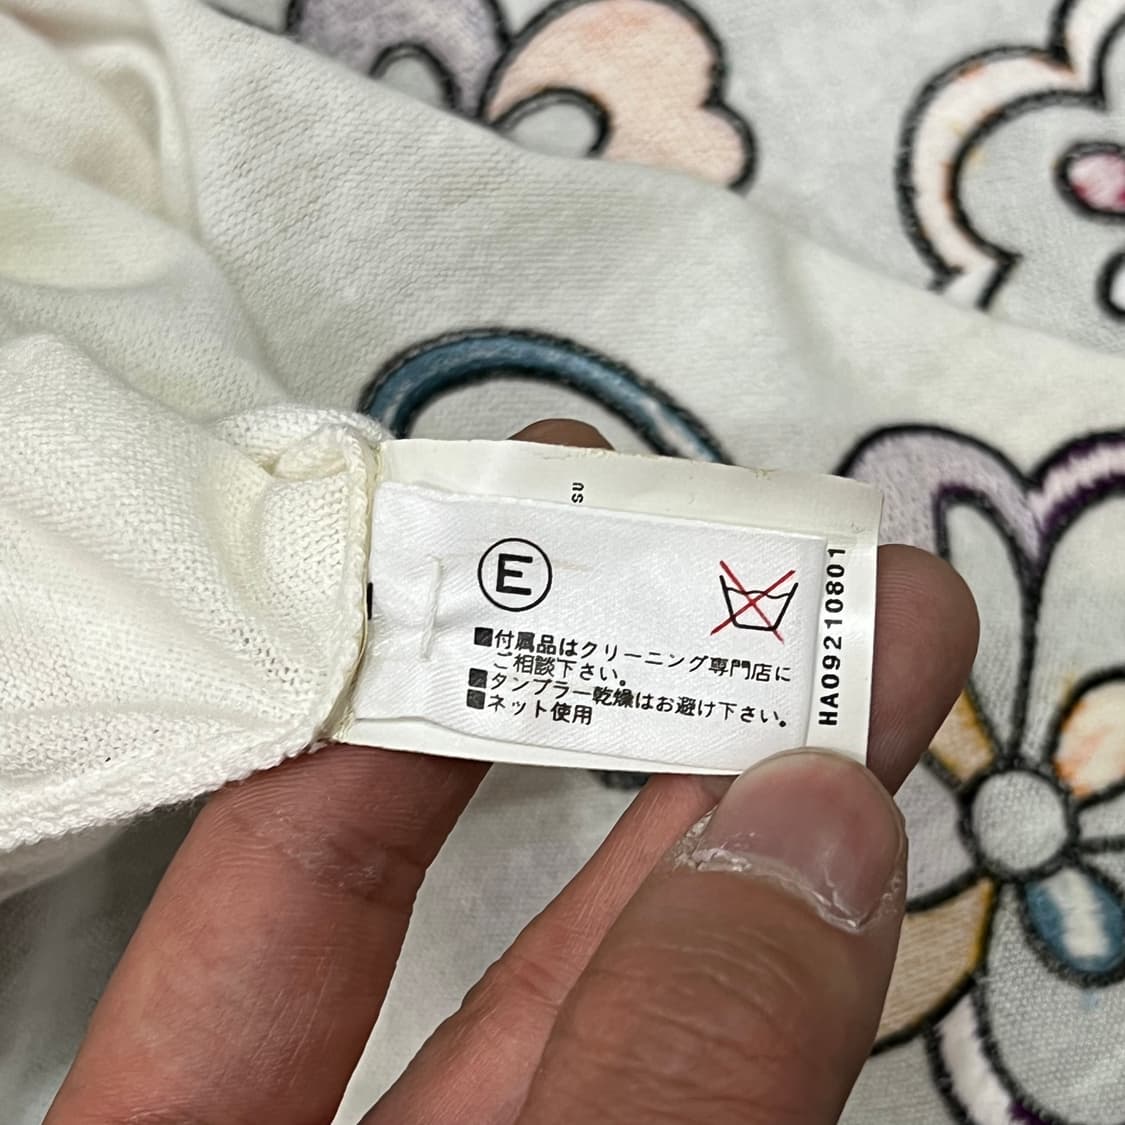 SU
E
■付属品はクリーニング専門店に
ご相談下さい。
■タンブラー乾燥はお避け下さい。
■ネット使用
HA09210801